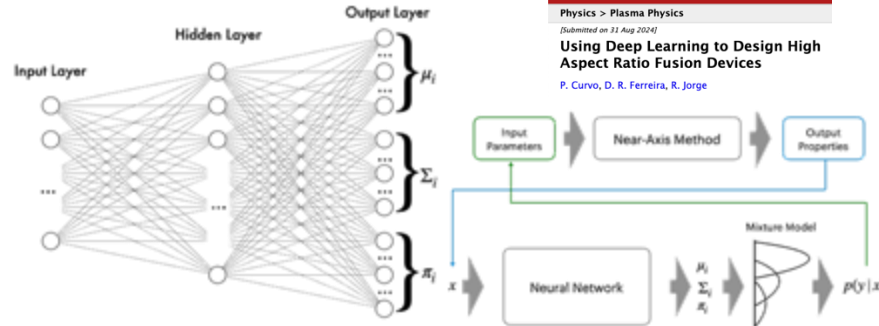 Output Layer
Hidden Layer
Input Layer
...
...
...
...
...
...
...
...
μi
Σi
πi
Physics > Plasma Physics
[Submitted on 31 Aug 2024]
Using Deep Learning to Design High
Aspect Ratio Fusion Devices
P. Curvo, D. R. Ferreira, R. Jorge
Input
Parameters
Near-Axis Method
Output
Properties
Mixture Model
x
Neural Network
μi
Σi
πi
p(y|x